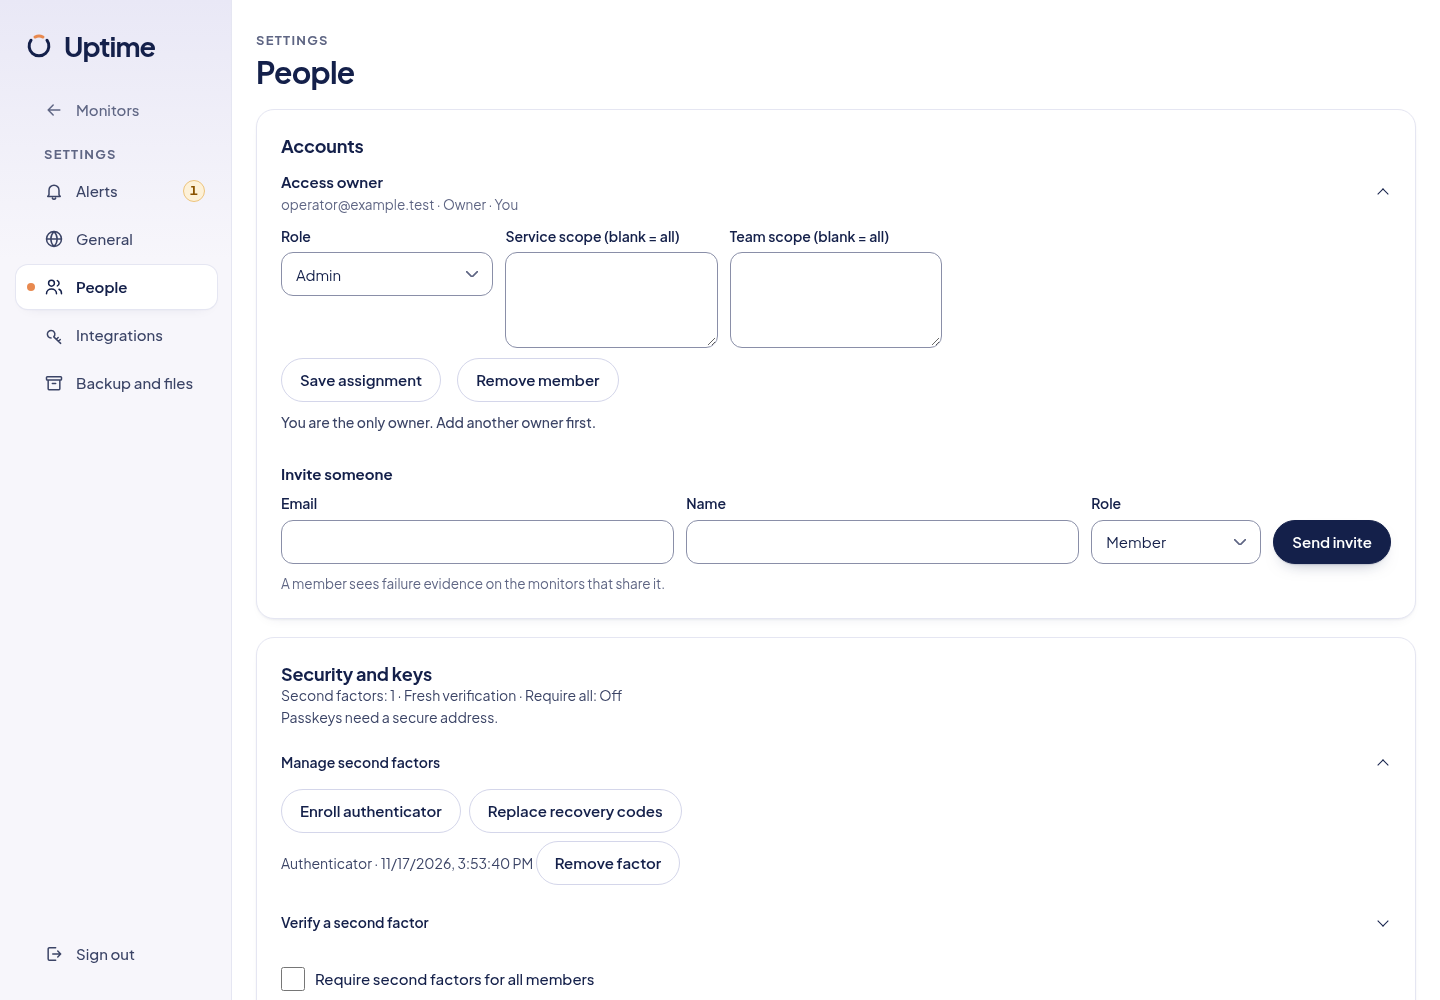 Uptime
Monitors
SETTINGS
Alerts 1
General
People
Integrations
Backup and files
Sign out
SETTINGS
People
Accounts
Access owner
operator@example.test · Owner · You
Role Service scope (blank = all) Team scope (blank = all)
Admin
Save assignment Remove member
You are the only owner. Add another owner first.
Invite someone
Email Name Role
Member Send invite
A member sees failure evidence on the monitors that share it.
Security and keys
Second factors: 1 · Fresh verification · Require all: Off
Passkeys need a secure address.
Manage second factors
Enroll authenticator Replace recovery codes
Authenticator · 11/17/2026, 3:53:40 PM Remove factor
Verify a second factor
Require second factors for all members